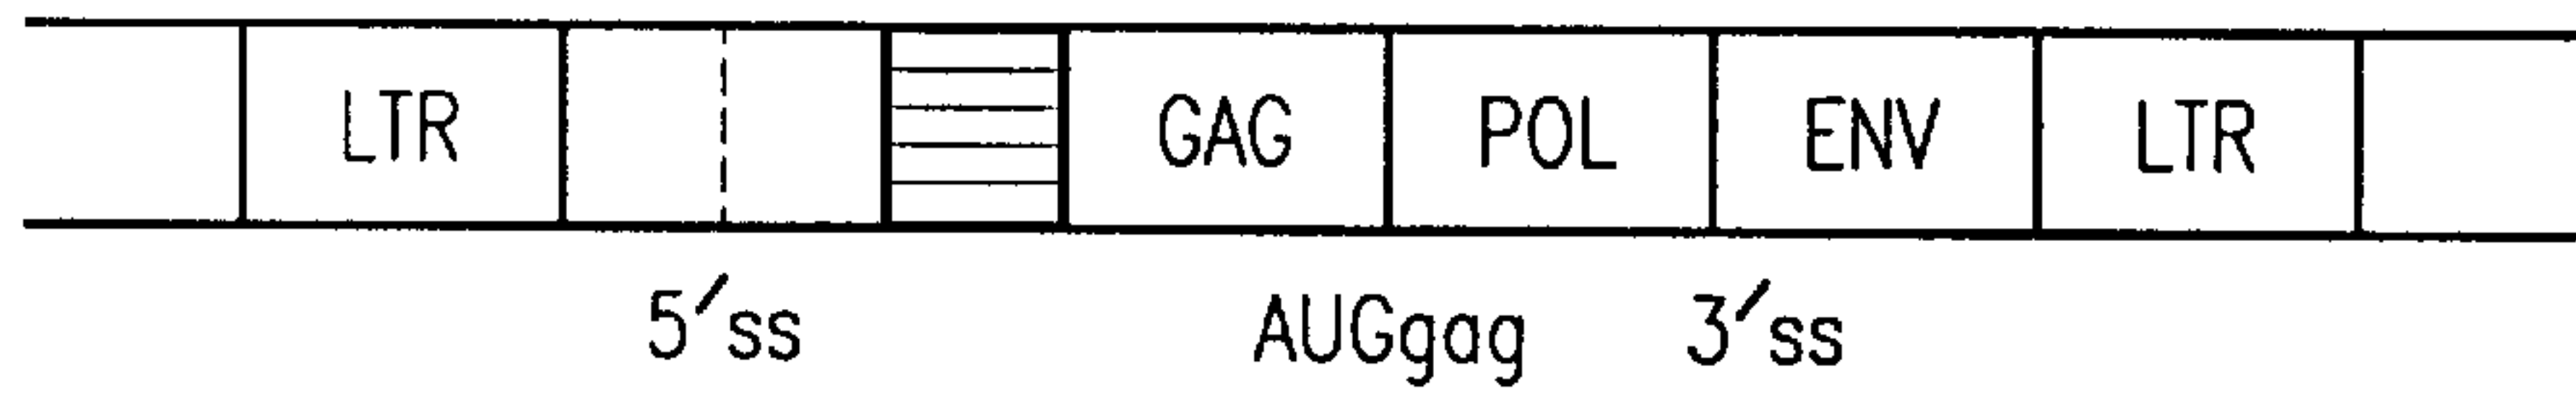 LTR GAG POL ENV LTR
5′ss AUGgag 3′ss